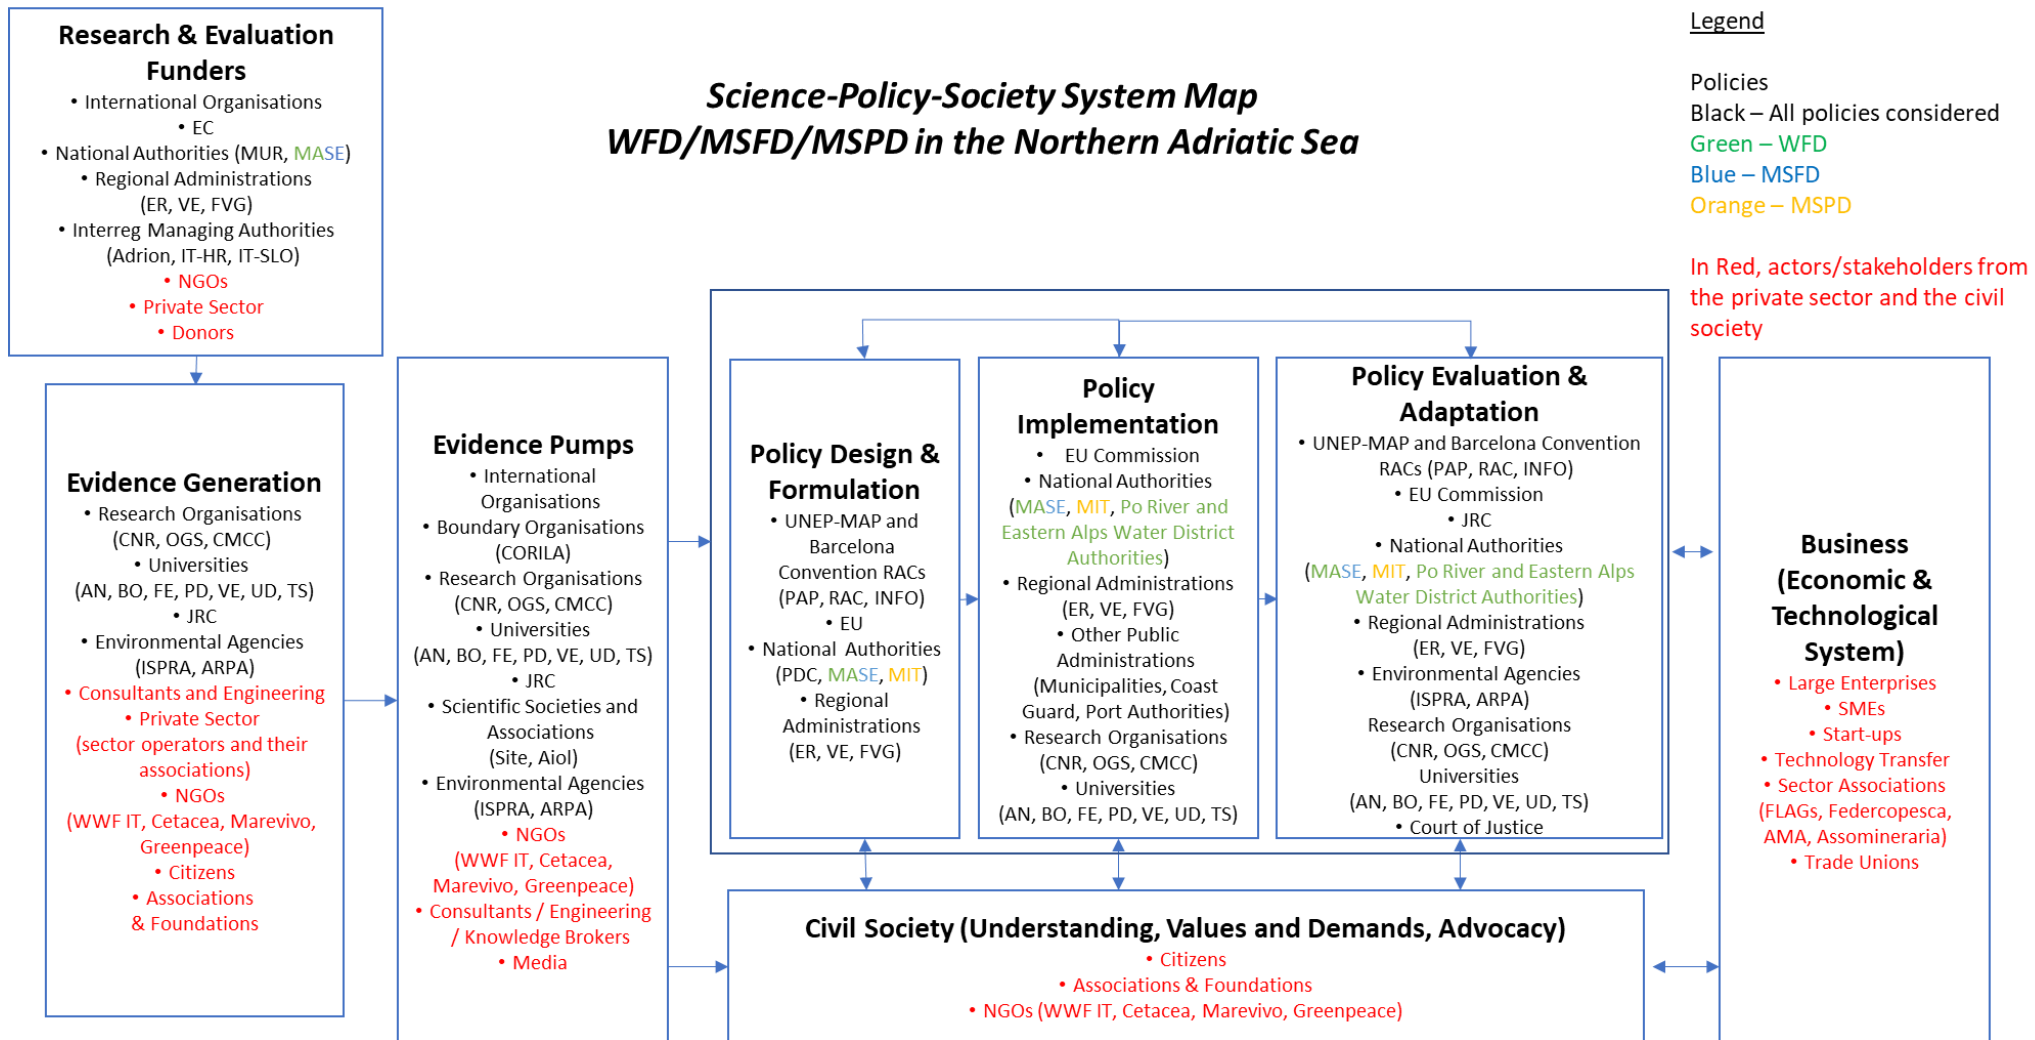 Research & Evaluation
Funders
• International Organisations
• EC
• National Authorities (MUR, MASE)
• Regional Administrations
(ER, VE, FVG)
• Interreg Managing Authorities
(Adrion, IT-HR, IT-SLO)
• NGOs
• Private Sector
• Donors
Science-Policy-Society System Map
WFD/MSFD/MSPD in the Northern Adriatic Sea
Legend
Policies
Black – All policies considered
Green – WFD
Blue – MSFD
Orange – MSPD
In Red, actors/stakeholders from
the private sector and the civil
society
Evidence Generation
• Research Organisations
(CNR, OGS, CMCC)
• Universities
(AN, BO, FE, PD, VE, UD, TS)
• JRC
• Environmental Agencies
(ISPRA, ARPA)
• Consultants and Engineering
• Private Sector
(sector operators and their
associations)
• NGOs
(WWF IT, Cetacea, Marevivo,
Greenpeace)
• Citizens
• Associations
& Foundations
Evidence Pumps
• International
Organisations
• Boundary Organisations
(CORILA)
• Research Organisations
(CNR, OGS, CMCC)
• Universities
(AN, BO, FE, PD, VE, UD, TS)
• JRC
• Scientific Societies and
Associations
(Site, Aiol)
• Environmental Agencies
(ISPRA, ARPA)
• NGOs
(WWF IT, Cetacea,
Marevivo, Greenpeace)
• Consultants / Engineering
/ Knowledge Brokers
• Media
Policy Design &
Formulation
• UNEP-MAP and
Barcelona
Convention RACs
(PAP, RAC, INFO)
• EU
• National Authorities
(PDC, MASE, MIT)
• Regional
Administrations
(ER, VE, FVG)
Policy
Implementation
• EU Commission
• National Authorities
(MASE, MIT, Po River and
Eastern Alps Water District
Authorities)
• Regional Administrations
(ER, VE, FVG)
• Other Public
Administrations
(Municipalities, Coast
Guard, Port Authorities)
• Research Organisations
(CNR, OGS, CMCC)
• Universities
(AN, BO, FE, PD, VE, UD, TS)
Policy Evaluation &
Adaptation
• UNEP-MAP and Barcelona Convention
RACs (PAP, RAC, INFO)
• EU Commission
• JRC
• National Authorities
(MASE, MIT, Po River and Eastern Alps
Water District Authorities)
• Regional Administrations
(ER, VE, FVG)
• Environmental Agencies
(ISPRA, ARPA)
Research Organisations
(CNR, OGS, CMCC)
Universities
(AN, BO, FE, PD, VE, UD, TS)
• Court of Justice
Business
(Economic &
Technological
System)
• Large Enterprises
• SMEs
• Start-ups
• Technology Transfer
• Sector Associations
(FLAGs, Federcopesca,
AMA, Assomineraria)
• Trade Unions
Civil Society (Understanding, Values and Demands, Advocacy)
• Citizens
• Associations & Foundations
• NGOs (WWF IT, Cetacea, Marevivo, Greenpeace)